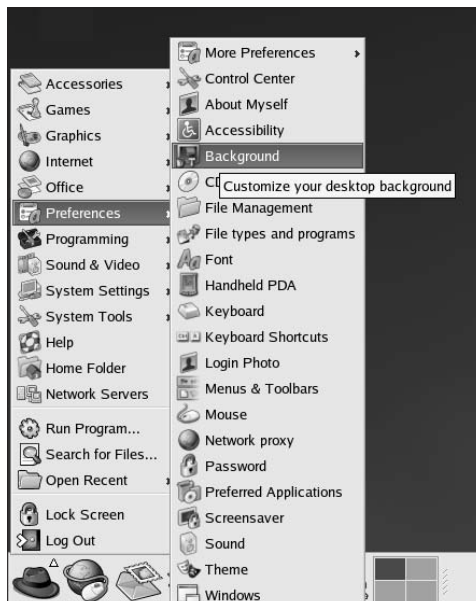 Accessories
Games
Graphics
Internet
Office
Preferences
Programming
Sound & Video
System Settings
System Tools
Help
Home Folder
Network Servers
Run Program...
Search for Files...
Open Recent
Lock Screen
Log Out
More Preferences
Control Center
About Myself
Accessibility
Background
Customize your desktop background
File Management
File types and programs
Font
Handheld PDA
Keyboard
Keyboard Shortcuts
Login Photo
Menus & Toolbars
Mouse
Network proxy
Password
Preferred Applications
Screensaver
Sound
Theme
Windows